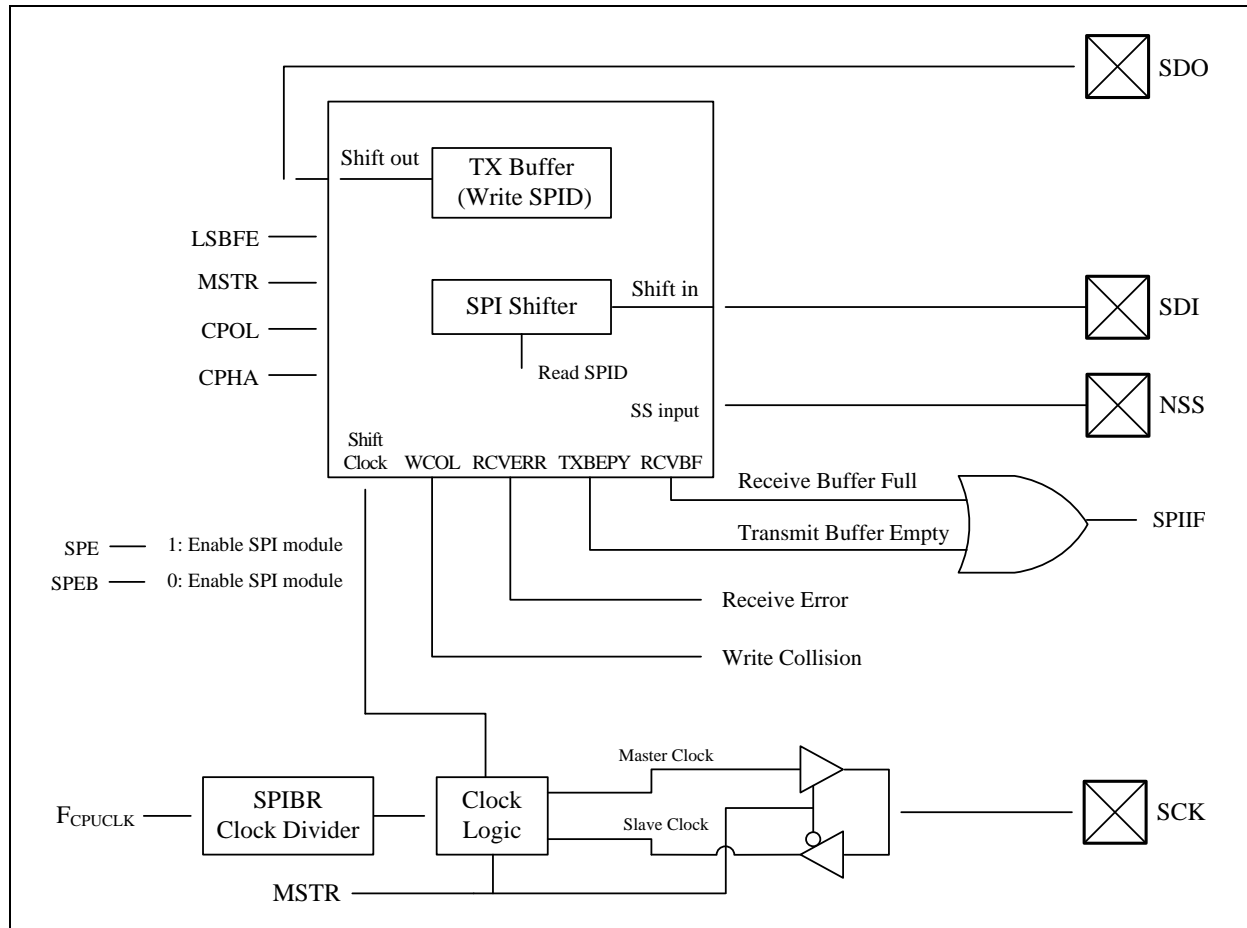 SDO
Shift out
TX Buffer
(Write SPID)
LSBFE
MSTR
CPOL
CPHA
SPI Shifter
Shift in
SDI
Read SPID
SS input
NSS
Shift
Clock
WCOL
RCVERR
TXBEPY
RCVBF
Receive Buffer Full
Transmit Buffer Empty
SPIIF
SPE
1: Enable SPI module
SPEB
0: Enable SPI module
Receive Error
Write Collision
FCPUCLK
SPIBR
Clock Divider
Clock
Logic
Master Clock
Slave Clock
SCK
MSTR